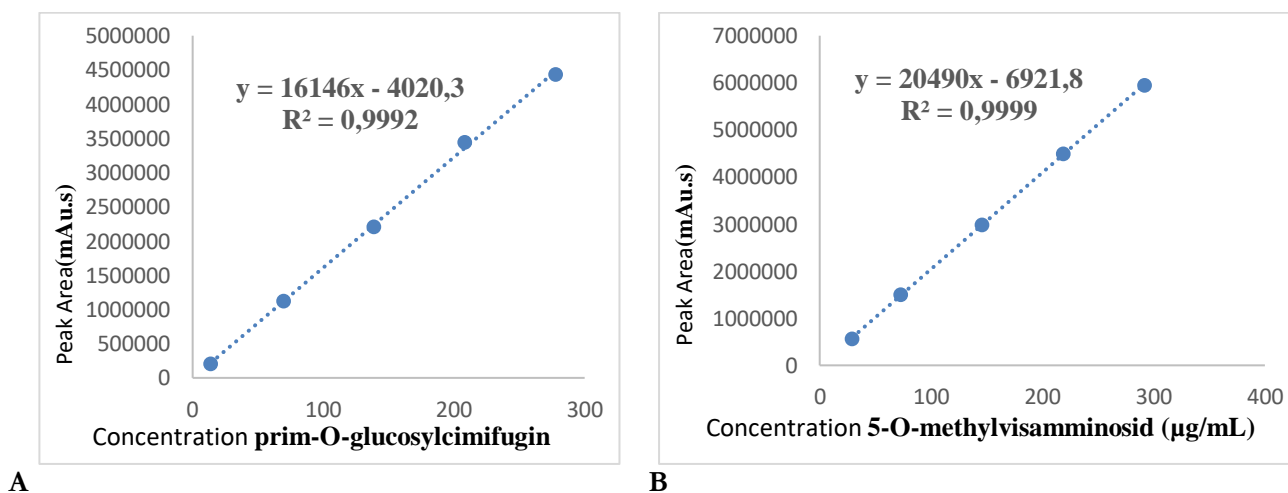 5000000
4500000
4000000
3500000
3000000
2500000
2000000
1500000
1000000
500000
0
y = 16146x - 4020,3
R² = 0,9992
Peak Area(mAu.s)
0 100 200 300
Concentration prim-O-glucosylcimifugin
A
7000000
6000000
5000000
4000000
3000000
2000000
1000000
0
y = 20490x - 6921,8
R² = 0,9999
Peak Area(mAu.s)
0 100 200 300 400
Concentration 5-O-methylvisamminosid (µg/mL)
B